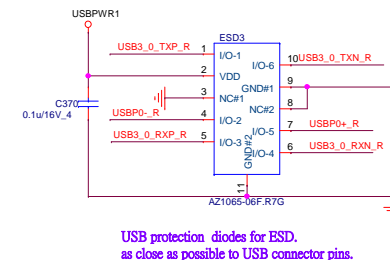 USBPWR1
ESD3
USB3_0_TXP_R
1
I/O-1
I/O-6
10
USB3_0_TXN_R
2
VDD
GND#1
9
3
NC#1
NC#2
8
C370
0.1u/16V_4
USBP0-_R
4
I/O-2
I/O-5
7
USBP0+_R
USB3_0_RXP_R
5
I/O-3
GND#2
I/O-4
6
USB3_0_RXN_R
11
AZ1065-06F.R7G
USB protection diodes for ESD.
as close as possible to USB connector pins.